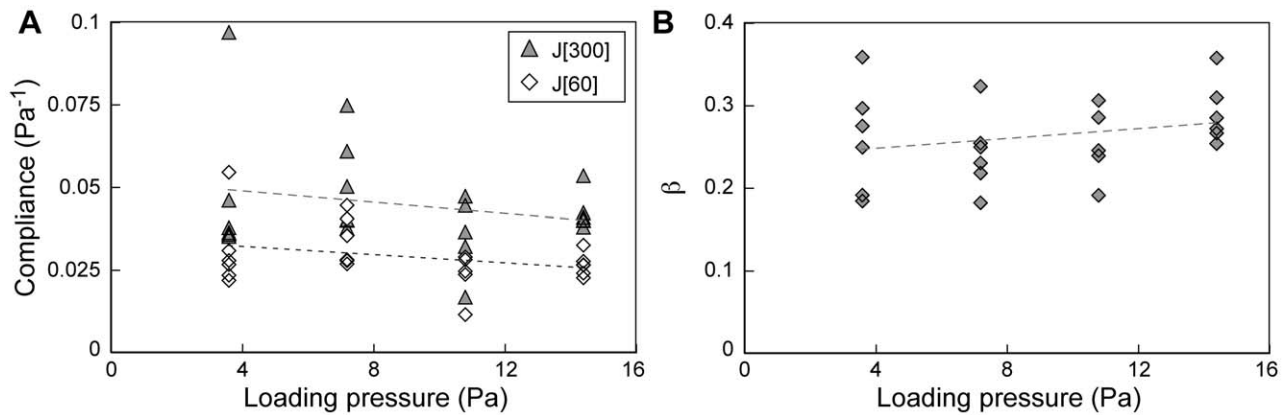 A
Compliance (Pa-1)
0.1
0.075
0.05
0.025
0
0
4
8
12
16
Loading pressure (Pa)
J[300]
J[60]
B
β
0.4
0.3
0.2
0.1
0
4
8
12
16
Loading pressure (Pa)